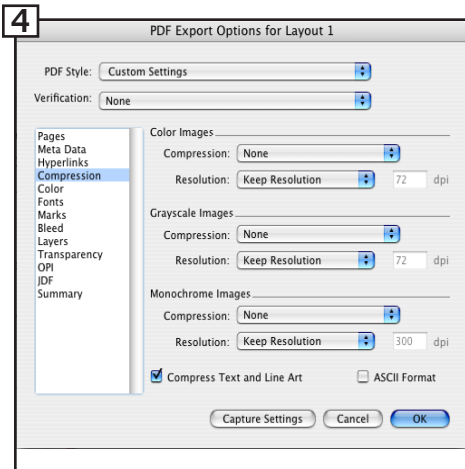 4
PDF Export Options for Layout 1
PDF Style: Custom Settings
Verification: None
Pages
Meta Data
Hyperlinks
Compression
Color
Fonts
Marks
Bleed
Layers
Transparency
OPI
JDF
Summary
Color Images
Compression: None
Resolution: Keep Resolution 72 dpi
Grayscale Images
Compression: None
Resolution: Keep Resolution 72 dpi
Monochrome Images
Compression: None
Resolution: Keep Resolution 300 dpi
Compress Text and Line Art ASCII Format
Capture Settings Cancel OK